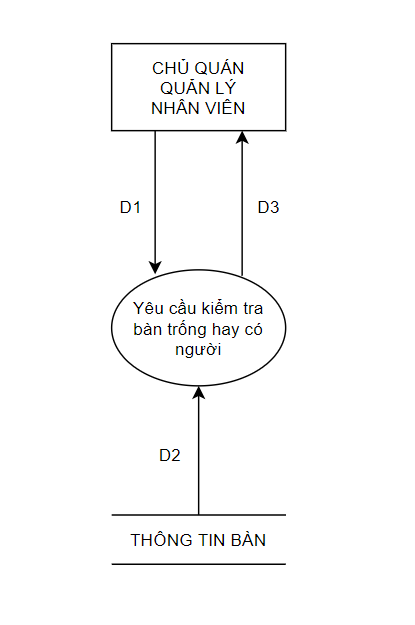 CHỦ QUÁN
QUẢN LÝ
NHÂN VIÊN
D1
D3
Yêu cầu kiểm tra
bàn trống hay có
người
D2
THÔNG TIN BÀN